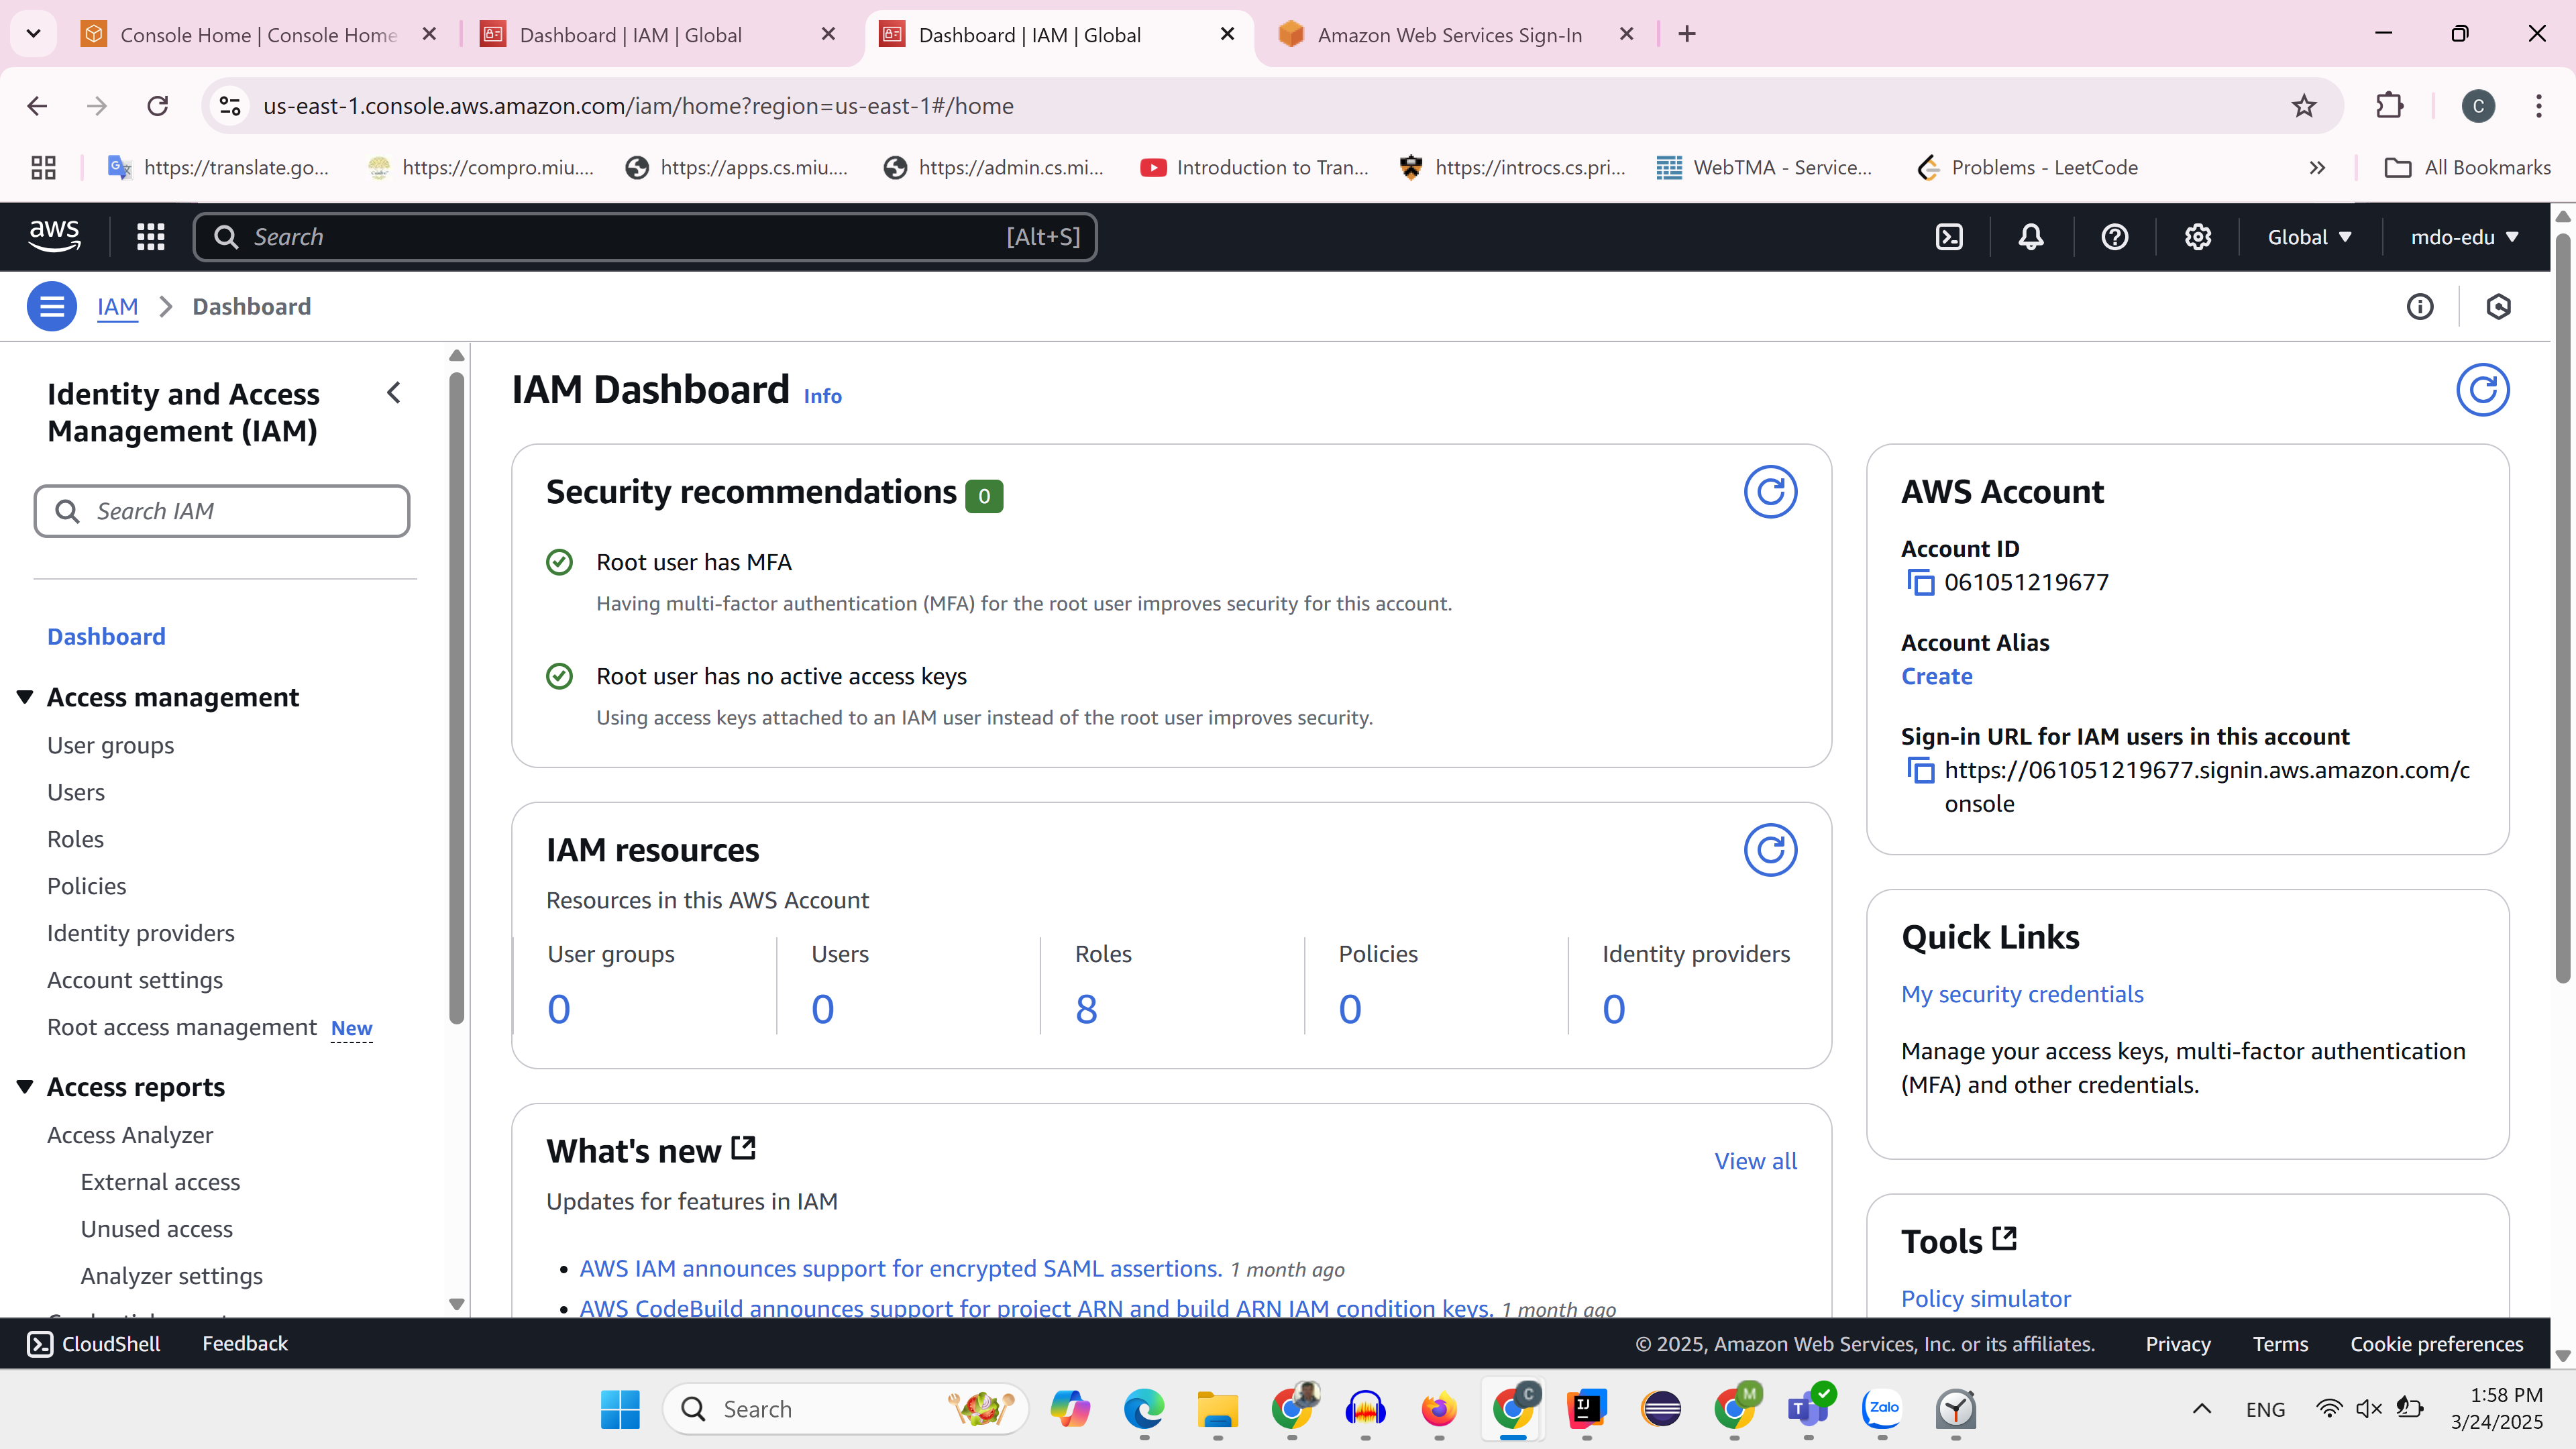 Console Home | Console Home
Dashboard | IAM | Global
Dashboard | IAM | Global
Amazon Web Services Sign-In
us-east-1.console.aws.amazon.com/iam/home?region=us-east-1#/home
C
https://translate.go...
https://compro.miu....
https://apps.cs.miu....
https://admin.cs.mi...
Introduction to Tran...
https://introcs.cs.pri...
WebTMA - Service...
Problems - LeetCode
All Bookmarks
aws
Search
[Alt+S]
Global
mdo-edu
IAM
Dashboard
Identity and Access
Management (IAM)
Search IAM
Dashboard
Access management
User groups
Users
Roles
Policies
Identity providers
Account settings
Root access management New
Access reports
Access Analyzer
External access
Unused access
Analyzer settings
IAM Dashboard Info
Security recommendations 0
Root user has MFA
Having multi-factor authentication (MFA) for the root user improves security for this account.
Root user has no active access keys
Using access keys attached to an IAM user instead of the root user improves security.
IAM resources
Resources in this AWS Account
User groups
0
Users
0
Roles
8
Policies
0
Identity providers
0
What's new
View all
Updates for features in IAM
AWS IAM announces support for encrypted SAML assertions. 1 month ago
AWS CodeBuild announces support for project ARN and build ARN IAM condition keys. 1 month ago
AWS Account
Account ID
061051219677
Account Alias
Create
Sign-in URL for IAM users in this account
https://061051219677.signin.aws.amazon.com/c
onsole
Quick Links
My security credentials
Manage your access keys, multi-factor authentication
(MFA) and other credentials.
Tools
Policy simulator
CloudShell
Feedback
© 2025, Amazon Web Services, Inc. or its affiliates.
Privacy
Terms
Cookie preferences
Search
C
IJ
M
T
Zalo
ENG
1:58 PM
3/24/2025